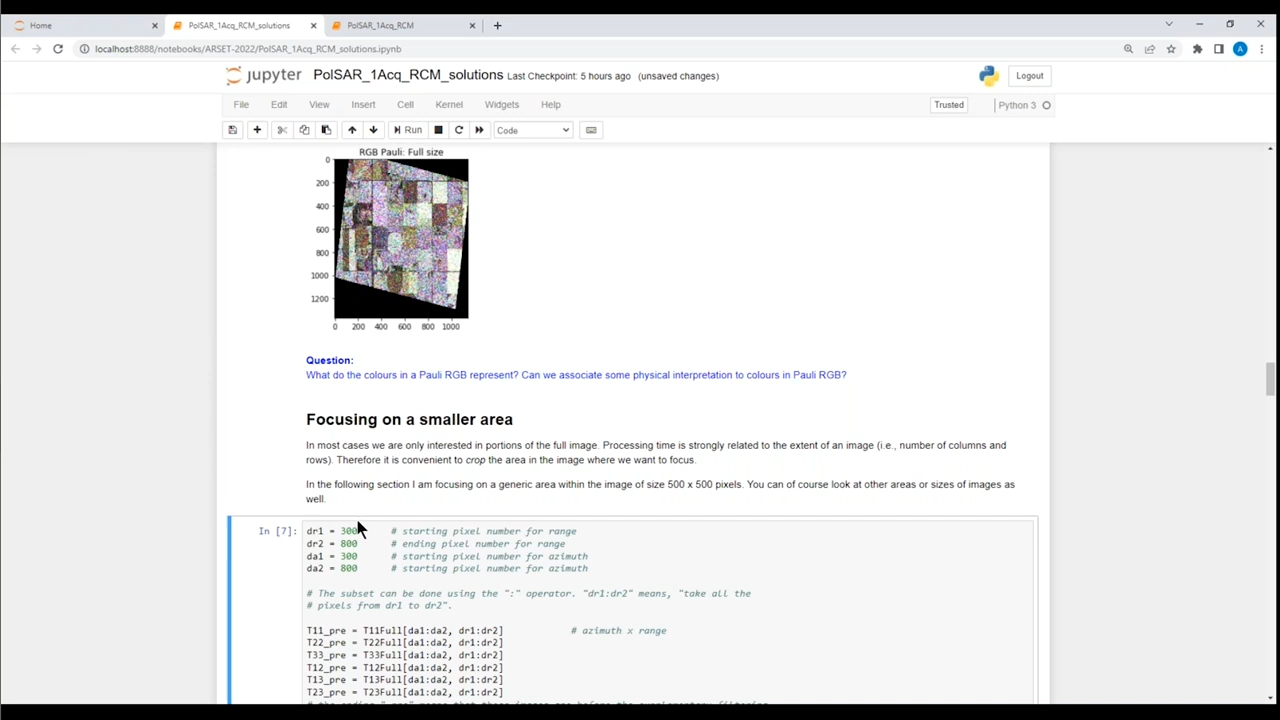 Home
PolSAR_1Acq_RCM_solutions
PolSAR_1Acq_RCM
localhost:8888/notebooks/ARSET-2022/PolSAR_1Acq_RCM_solutions.ipynb
A
jupyter PolSAR_1Acq_RCM_solutions Last Checkpoint: 5 hours ago (unsaved changes)
Logout
File Edit View Insert Cell Kernel Widgets Help
Trusted
Python 3
Run
Code
RGB Pauli: Full size
0
200
400
600
800
1000
1200
0 200 400 600 800 1000
Question:
What do the colours in a Pauli RGB represent? Can we associate some physical interpretation to colours in Pauli RGB?
Focusing on a smaller area
In most cases we are only interested in portions of the full image. Processing time is strongly related to the extent of an image (i.e., number of columns and
rows). Therefore it is convenient to crop the area in the image where we want to focus.
In the following section I am focusing on a generic area within the image of size 500 x 500 pixels. You can of course look at other areas or sizes of images as
well.
In [7]:
dr1 = 300 # starting pixel number for range
dr2 = 800 # ending pixel number for range
da1 = 300 # starting pixel number for azimuth
da2 = 800 # starting pixel number for azimuth
# The subset can be done using the ":" operator. "dr1:dr2" means, "take all the
# pixels from dr1 to dr2".
T11_pre = T11Full[da1:da2, dr1:dr2] # azimuth x range
T22_pre = T22Full[da1:da2, dr1:dr2]
T33_pre = T33Full[da1:da2, dr1:dr2]
T12_pre = T12Full[da1:da2, dr1:dr2]
T13_pre = T13Full[da1:da2, dr1:dr2]
T23_pre = T23Full[da1:da2, dr1:dr2]